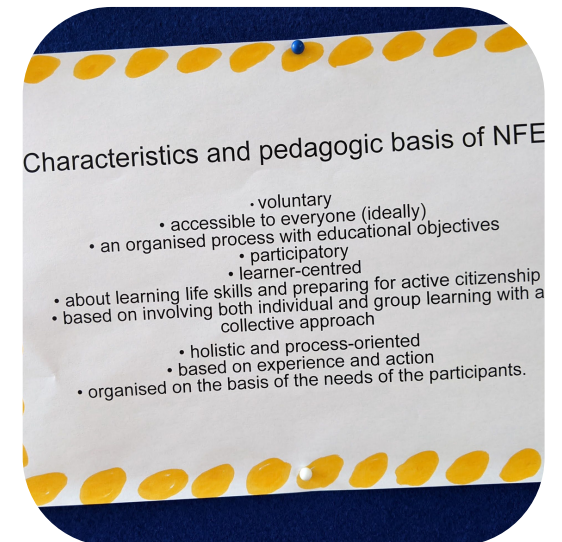 Characteristics and pedagogic basis of NFE
• voluntary
• accessible to everyone (ideally)
• an organised process with educational objectives
• participatory
• learner-centred
• about learning life skills and preparing for active citizenship
• based on involving both individual and group learning with a
collective approach
• holistic and process-oriented
• based on experience and action
• organised on the basis of the needs of the participants.